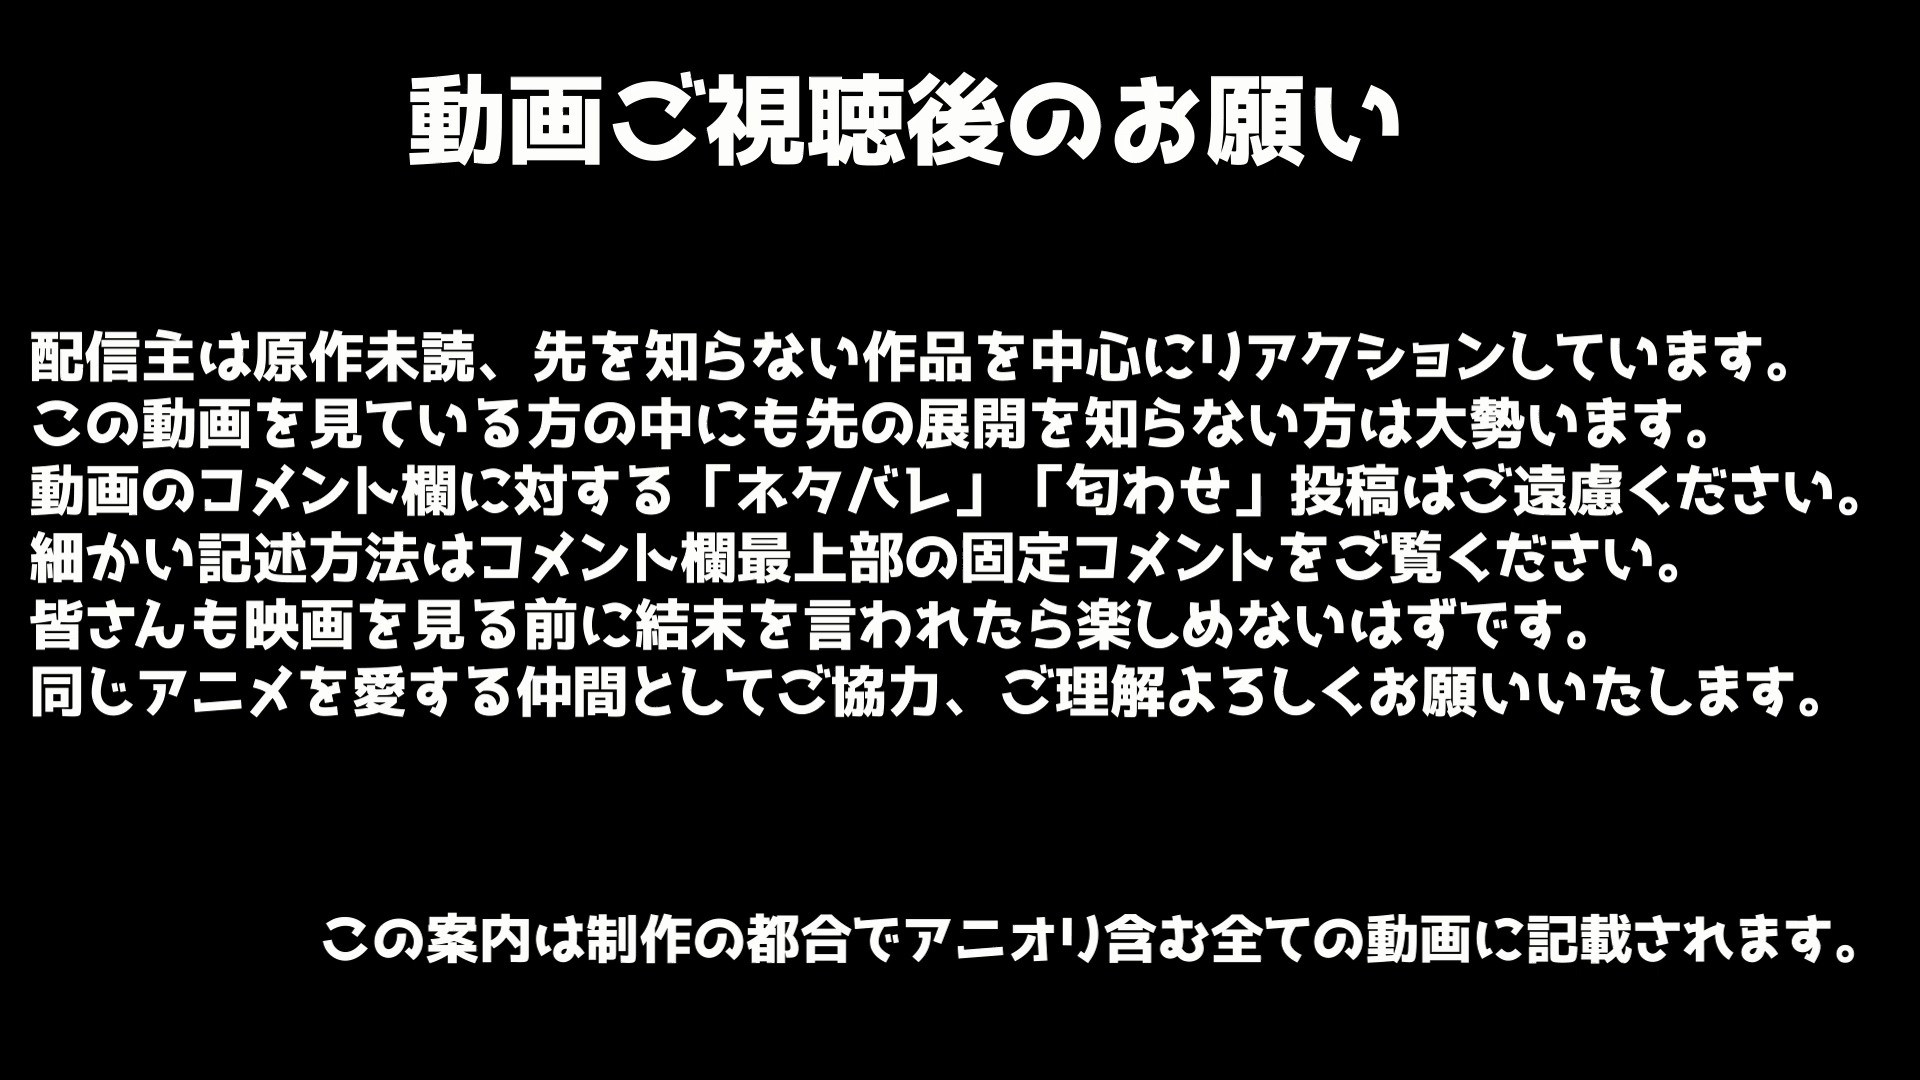 動画ご視聴後のお願い
配信主は原作未読、先を知らない作品を中心にリアクションしています。
この動画を見ている方の中にも先の展開を知らない方は大勢います。
動画のコメント欄に対する「ネタバレ」「匂わせ」投稿はご遠慮ください。
細かい記述方法はコメント欄最上部の固定コメントをご覧ください。
皆さんも映画を見る前に結末を言われたら楽しめないはずです。
同じアニメを愛する仲間としてご協力、ご理解よろしくお願いいたします。
この案内は制作の都合でアニオリ含む全ての動画に記載されます。